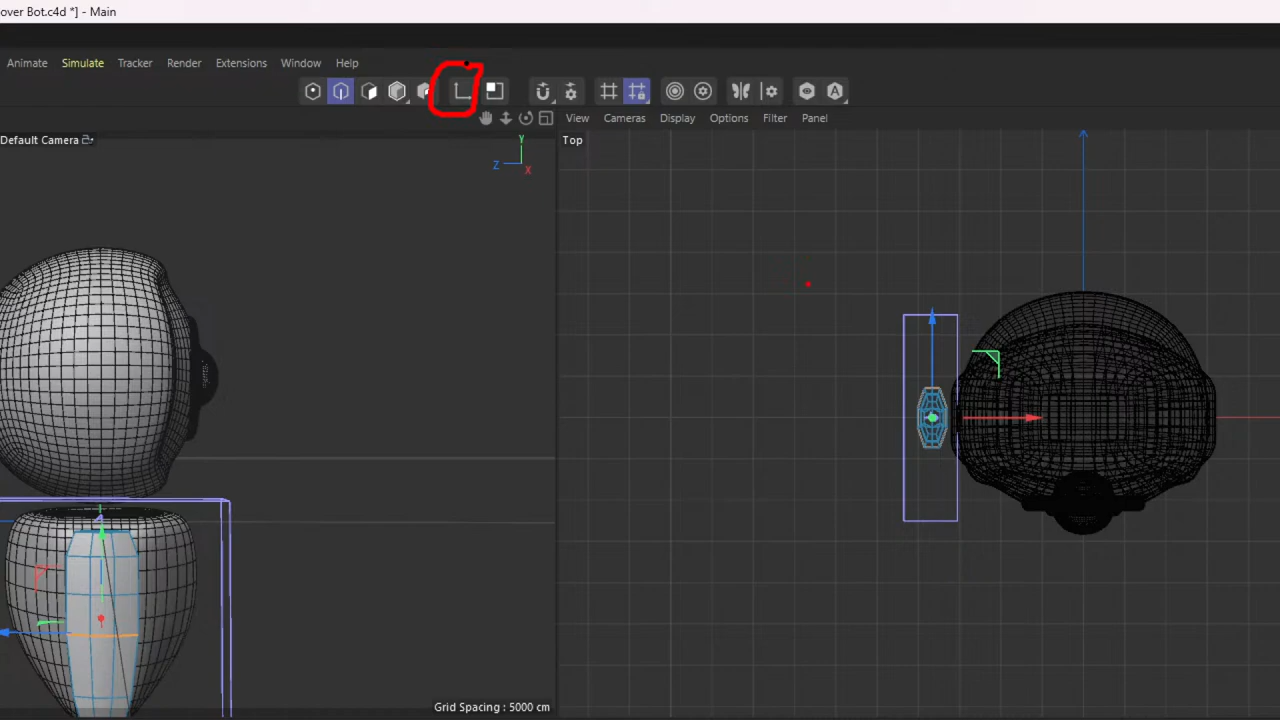 over Bot.c4d *] - Main
Animate Simulate Tracker Render Extensions Window Help
View Cameras Display Options Filter Panel
Default Camera
Y
Z
X
Top
A
Grid Spacing : 5000 cm